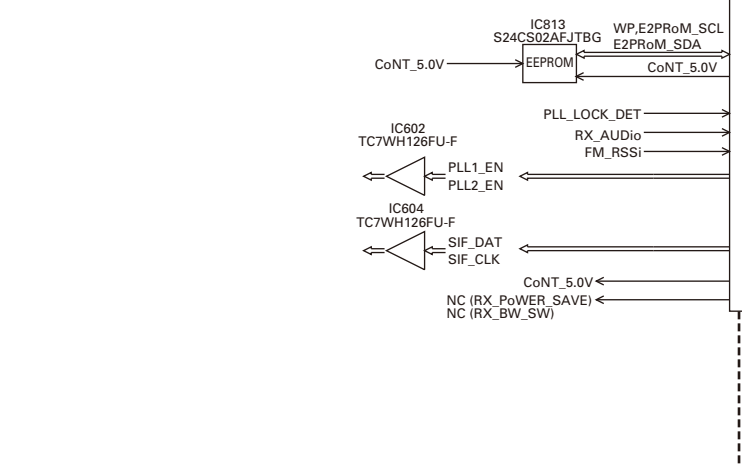 IC813
S24CS02AFJTBG
WP,E2PRoM_SCL
E2PRoM_SDA
EEPROM
CoNT_5.0V
CoNT_5.0V
PLL_LOCK_DET
RX_AUDio
FM_RSSi
IC602
TC7WH126FU-F
PLL1_EN
PLL2_EN
IC604
TC7WH126FU-F
SIF_DAT
SIF_CLK
CoNT_5.0V
NC (RX_PoWER_SAVE)
NC (RX_BW_SW)